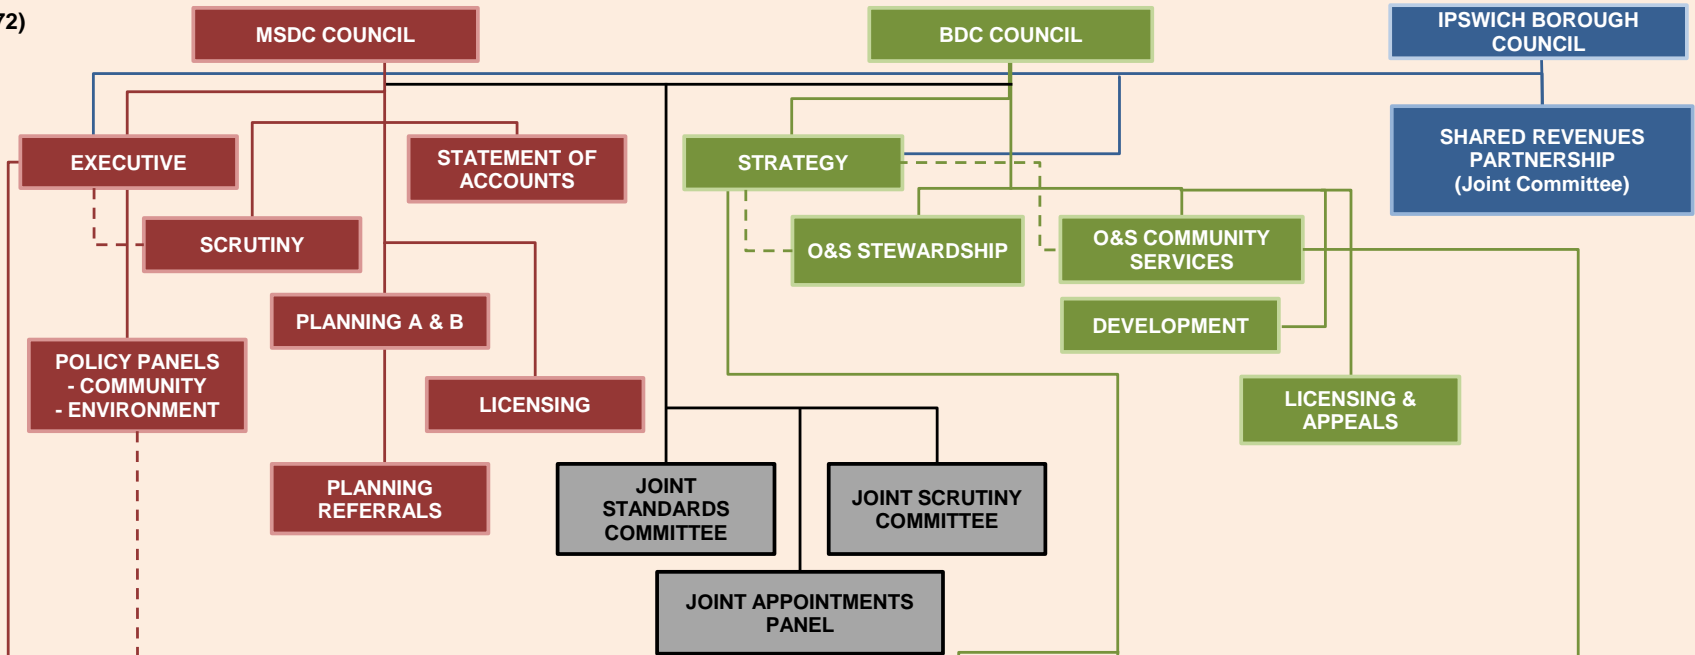 72)
MSDC COUNCIL
BDC COUNCIL
IPSWICH BOROUGH
COUNCIL
EXECUTIVE
STATEMENT OF
ACCOUNTS
STRATEGY
SHARED REVENUES
PARTNERSHIP
(Joint Committee)
SCRUTINY
O&S STEWARDSHIP
O&S COMMUNITY
SERVICES
PLANNING A & B
DEVELOPMENT
POLICY PANELS
- COMMUNITY
- ENVIRONMENT
LICENSING
LICENSING &
APPEALS
PLANNING
REFERRALS
JOINT
STANDARDS
COMMITTEE
JOINT SCRUTINY
COMMITTEE
JOINT APPOINTMENTS
PANEL